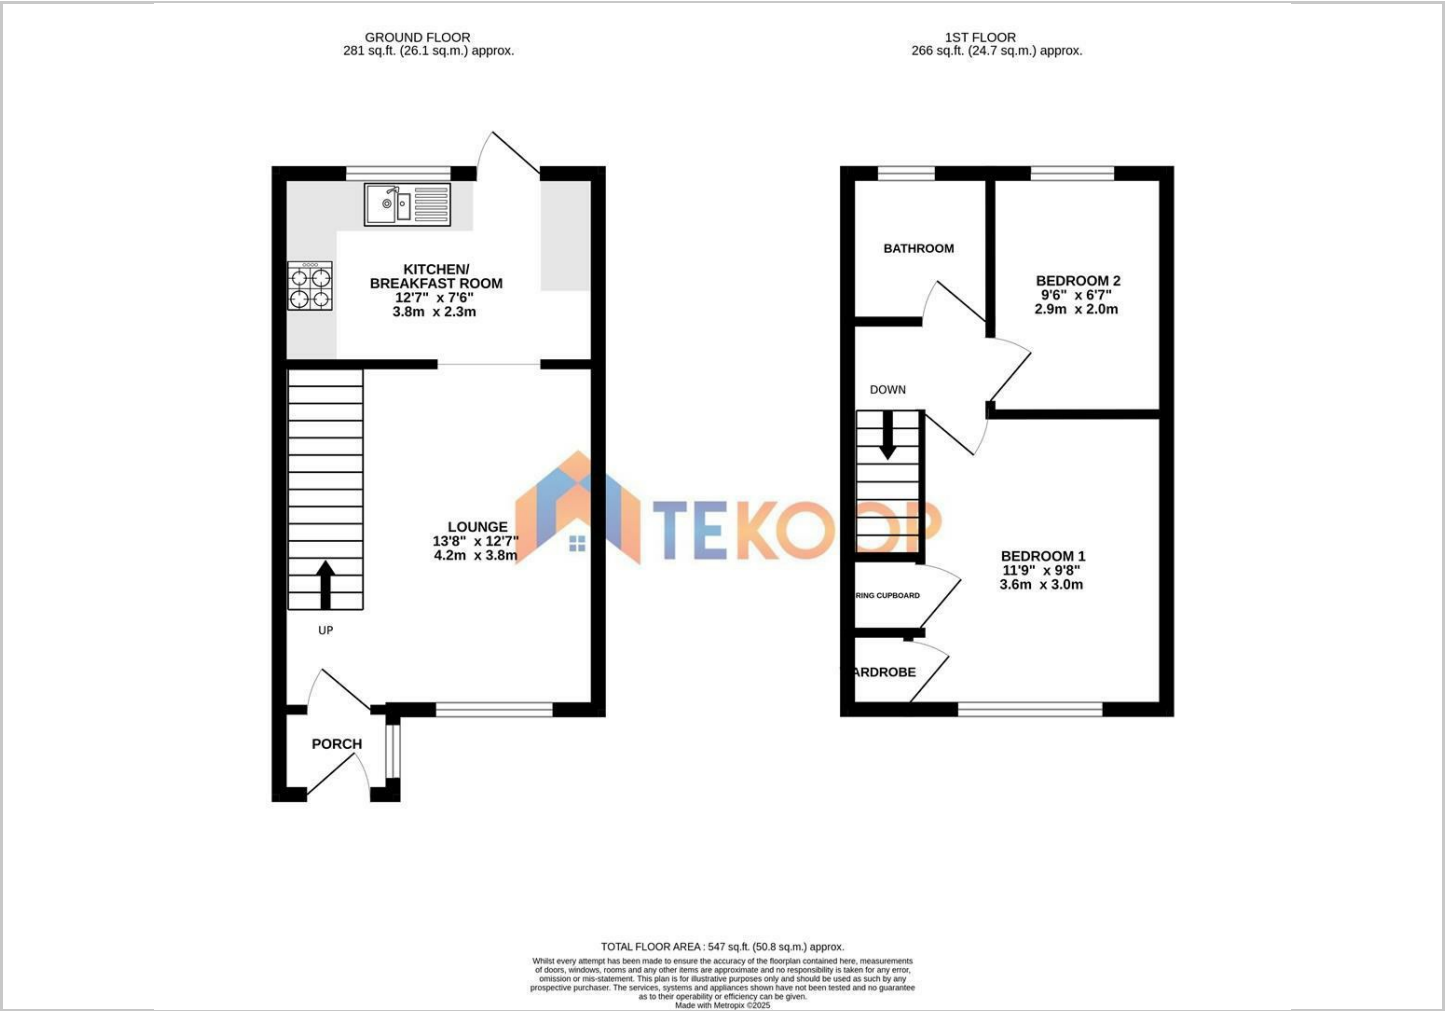 GROUND FLOOR
281 sq.ft. (26.1 sq.m.) approx.
1ST FLOOR
266 sq.ft. (24.7 sq.m.) approx.
KITCHEN/
BREAKFAST ROOM
12'7" x 7'6"
3.8m x 2.3m
LOUNGE
13'8" x 12'7"
4.2m x 3.8m
UP
PORCH
BATHROOM
BEDROOM 2
9'6" x 6'7"
2.9m x 2.0m
DOWN
BEDROOM 1
11'9" x 9'8"
3.6m x 3.0m
RING CUPBOARD
ARDROBE
TEKOOP
TOTAL FLOOR AREA : 547 sq.ft. (50.8 sq.m.) approx.
Whilst every attempt has been made to ensure the accuracy of the floorplan contained here, measurements
of doors, windows, rooms and any other items are approximate and no responsibility is taken for any error,
omission or mis-statement. This plan is for illustrative purposes only and should be used as such by any
prospective purchaser. The services, systems and appliances shown have not been tested and no guarantee
as to their operability or efficiency can be given.
Made with Metropix ©2025